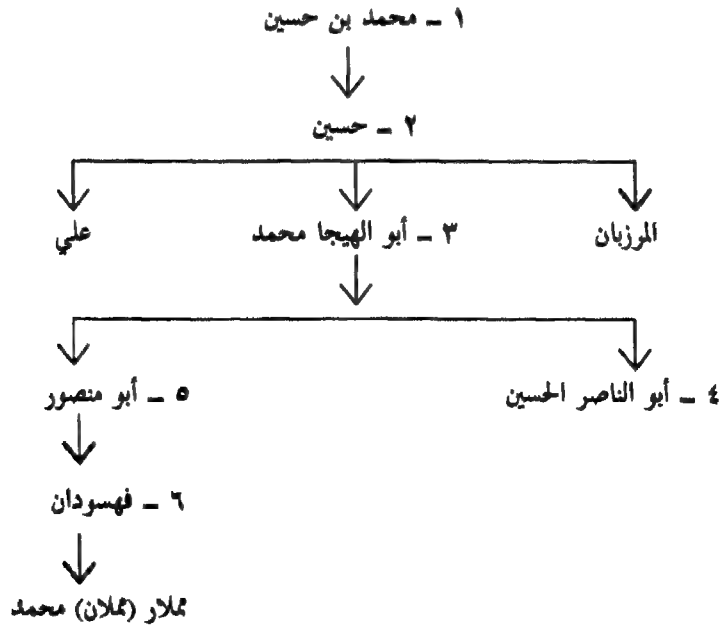 ١ - محمد بن حسين
٢ - حسين
المرزبان
٣ - أبو الهيجا محمد
علي
٤ - أبو الناصر الحسين
٥ - أبو منصور
٦ - فهسودان
مملار (مملان) محمد